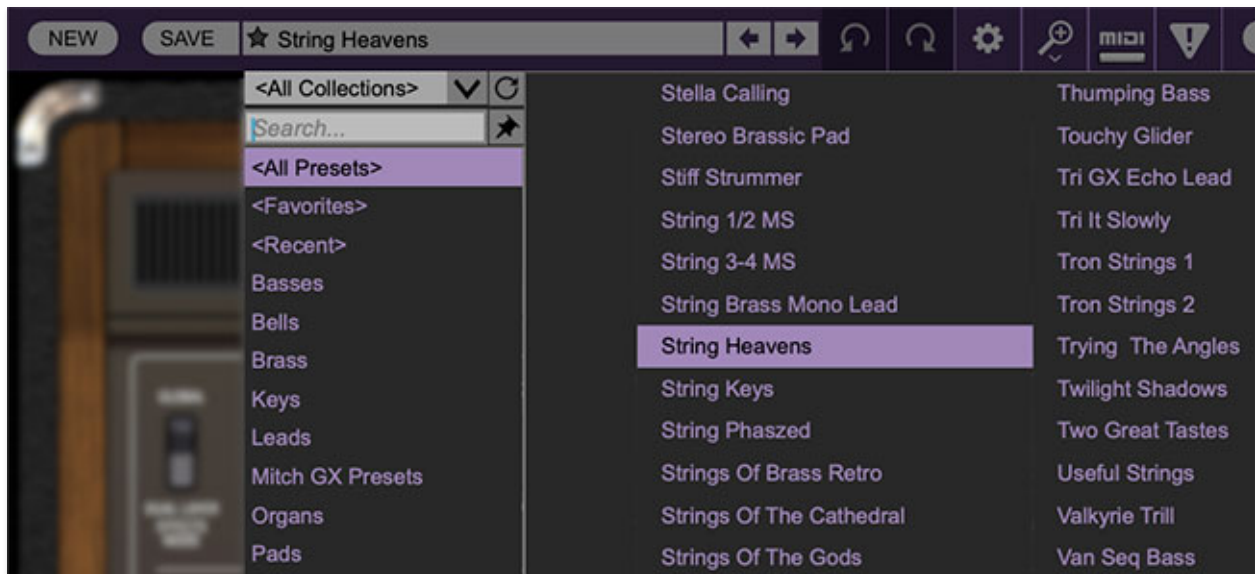 NEW
SAVE
String Heavens
MIDI
<All Collections>
Search...
<All Presets>
<Favorites>
<Recent>
Basses
Bells
Brass
Keys
Leads
Mitch GX Presets
Organs
Pads
Stella Calling
Stereo Brassic Pad
Stiff Strummer
String 1/2 MS
String 3-4 MS
String Brass Mono Lead
String Heavens
String Keys
String Phaszed
Strings Of Brass Retro
Strings Of The Cathedral
Strings Of The Gods
Thumping Bass
Touchy Glider
Tri GX Echo Lead
Tri It Slowly
Tron Strings 1
Tron Strings 2
Trying  The Angles
Twilight Shadows
Two Great Tastes
Useful Strings
Valkyrie Trill
Van Seq Bass